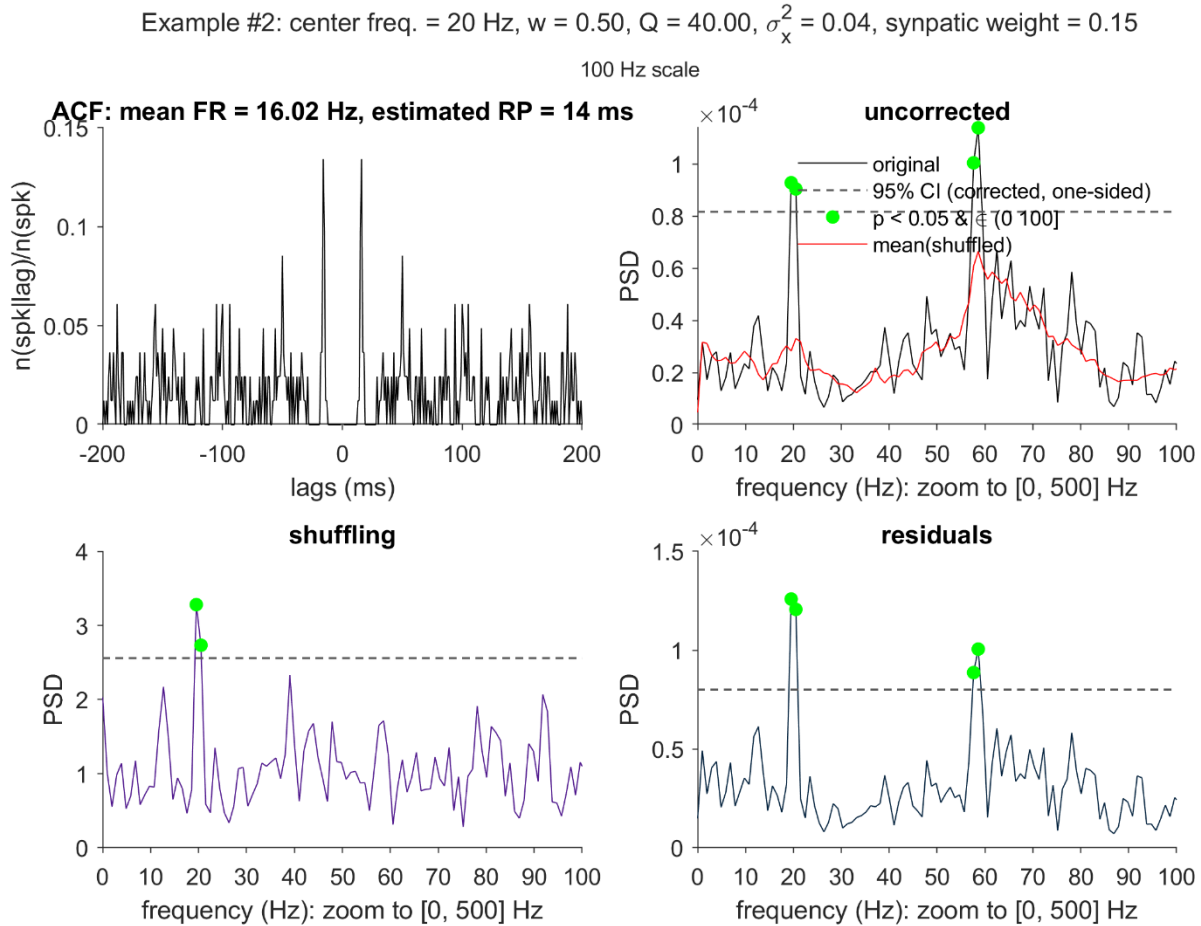 Example #2: center freq. = 20 Hz, w = 0.50, Q = 40.00, σ_x^2 = 0.04, synpatic weight = 0.15
100 Hz scale
ACF: mean FR = 16.02 Hz, estimated RP = 14 ms
0.15
0.1
0.05
0
n(spk|lag)/n(spk)
-200 -100 0 100 200
lags (ms)
×10^-4
uncorrected
original
95% CI (corrected, one-sided)
p < 0.05 & ∈ (0 100]
mean(shuffled)
1
0.8
0.6
0.4
0.2
0
PSD
0 10 20 30 40 50 60 70 80 90 100
frequency (Hz): zoom to [0, 500] Hz
shuffling
4
3
2
1
0
PSD
0 10 20 30 40 50 60 70 80 90 100
frequency (Hz): zoom to [0, 500] Hz
×10^-4
residuals
1.5
1
0.5
0
PSD
0 10 20 30 40 50 60 70 80 90 100
frequency (Hz): zoom to [0, 500] Hz